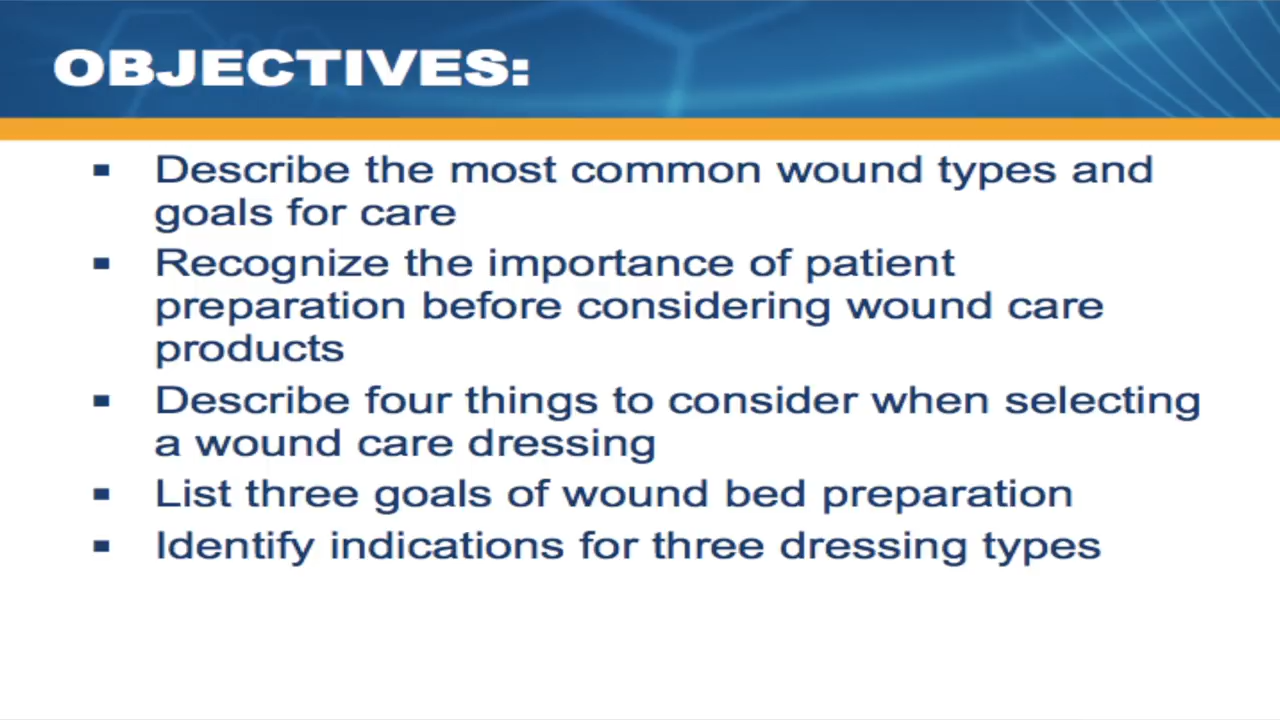 OBJECTIVES:
▪ Describe the most common wound types and
goals for care
▪ Recognize the importance of patient
preparation before considering wound care
products
▪ Describe four things to consider when selecting
a wound care dressing
▪ List three goals of wound bed preparation
▪ Identify indications for three dressing types